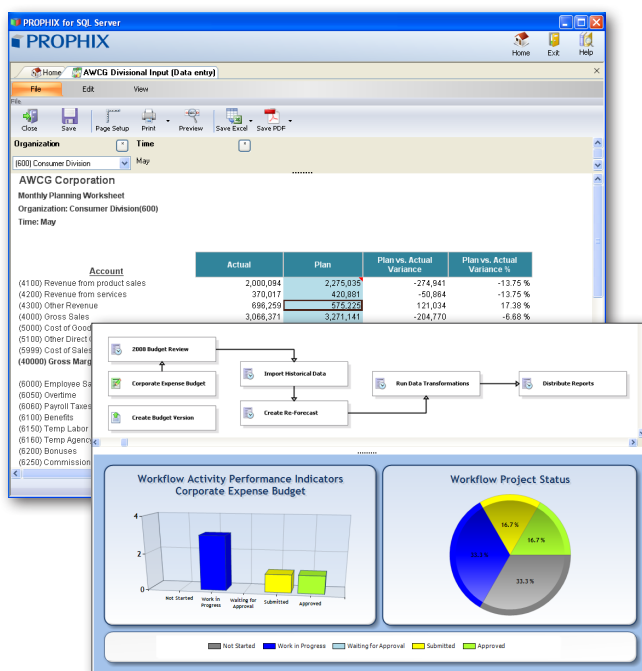 PROPHIX for SQL Server
PROPHIX
Home Exit Help
Home AWCG Divisional Input (Data entry)
File Edit View
File
Close Save Page Setup Print Preview Save Excel Save PDF
Organization Time
(600) Consumer Division May
AWCG Corporation
Monthly Planning Worksheet
Organization: Consumer Division(600)
Time: May
Account Actual Plan Plan vs. Actual Variance Plan vs. Actual Variance %
(4100) Revenue from product sales 2,000,094 2,275,035 -274,941 -13.75 %
(4200) Revenue from services 370,017 420,881 -50,864 -13.75 %
(4300) Other Revenue 696,259 575,225 121,034 17.38 %
(4000) Gross Sales 3,066,371 3,271,141 -204,770 -6.68 %
(5000) Cost of Good
(5100) Other Direct
(5999) Cost of Sales
(40000) Gross Marg
(6000) Employee Sa
(6050) Overtime
(6060) Payroll Taxes
(6100) Benefits
(6150) Temp Labor
(6160) Temp Agenc
(6200) Bonuses
(6250) Commission
2008 Budget Review
Corporate Expense Budget
Create Budget Version
Import Historical Data
Create Re-Forecast
Run Data Transformations
Distribute Reports
Workflow Activity Performance Indicators
Corporate Expense Budget
4
2
0
Not Started Work in Progress Waiting for Approval Submitted Approved
Workflow Project Status
16.7 %
16.7 %
33.3 %
Not Started Work in Progress Waiting for Approval Submitted Approved